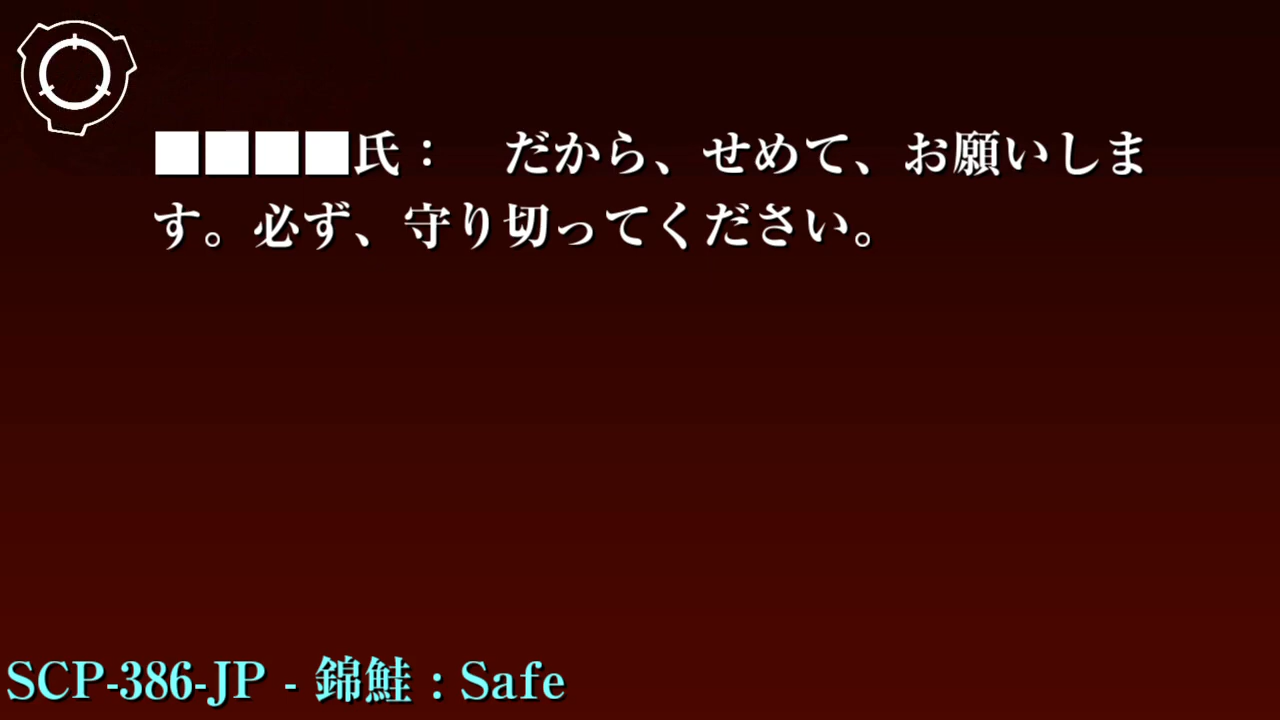 ■■■■氏：　だから、せめて、お願いしま
す。必ず、守り切ってください。
SCP-386-JP - 錦鮭：Safe